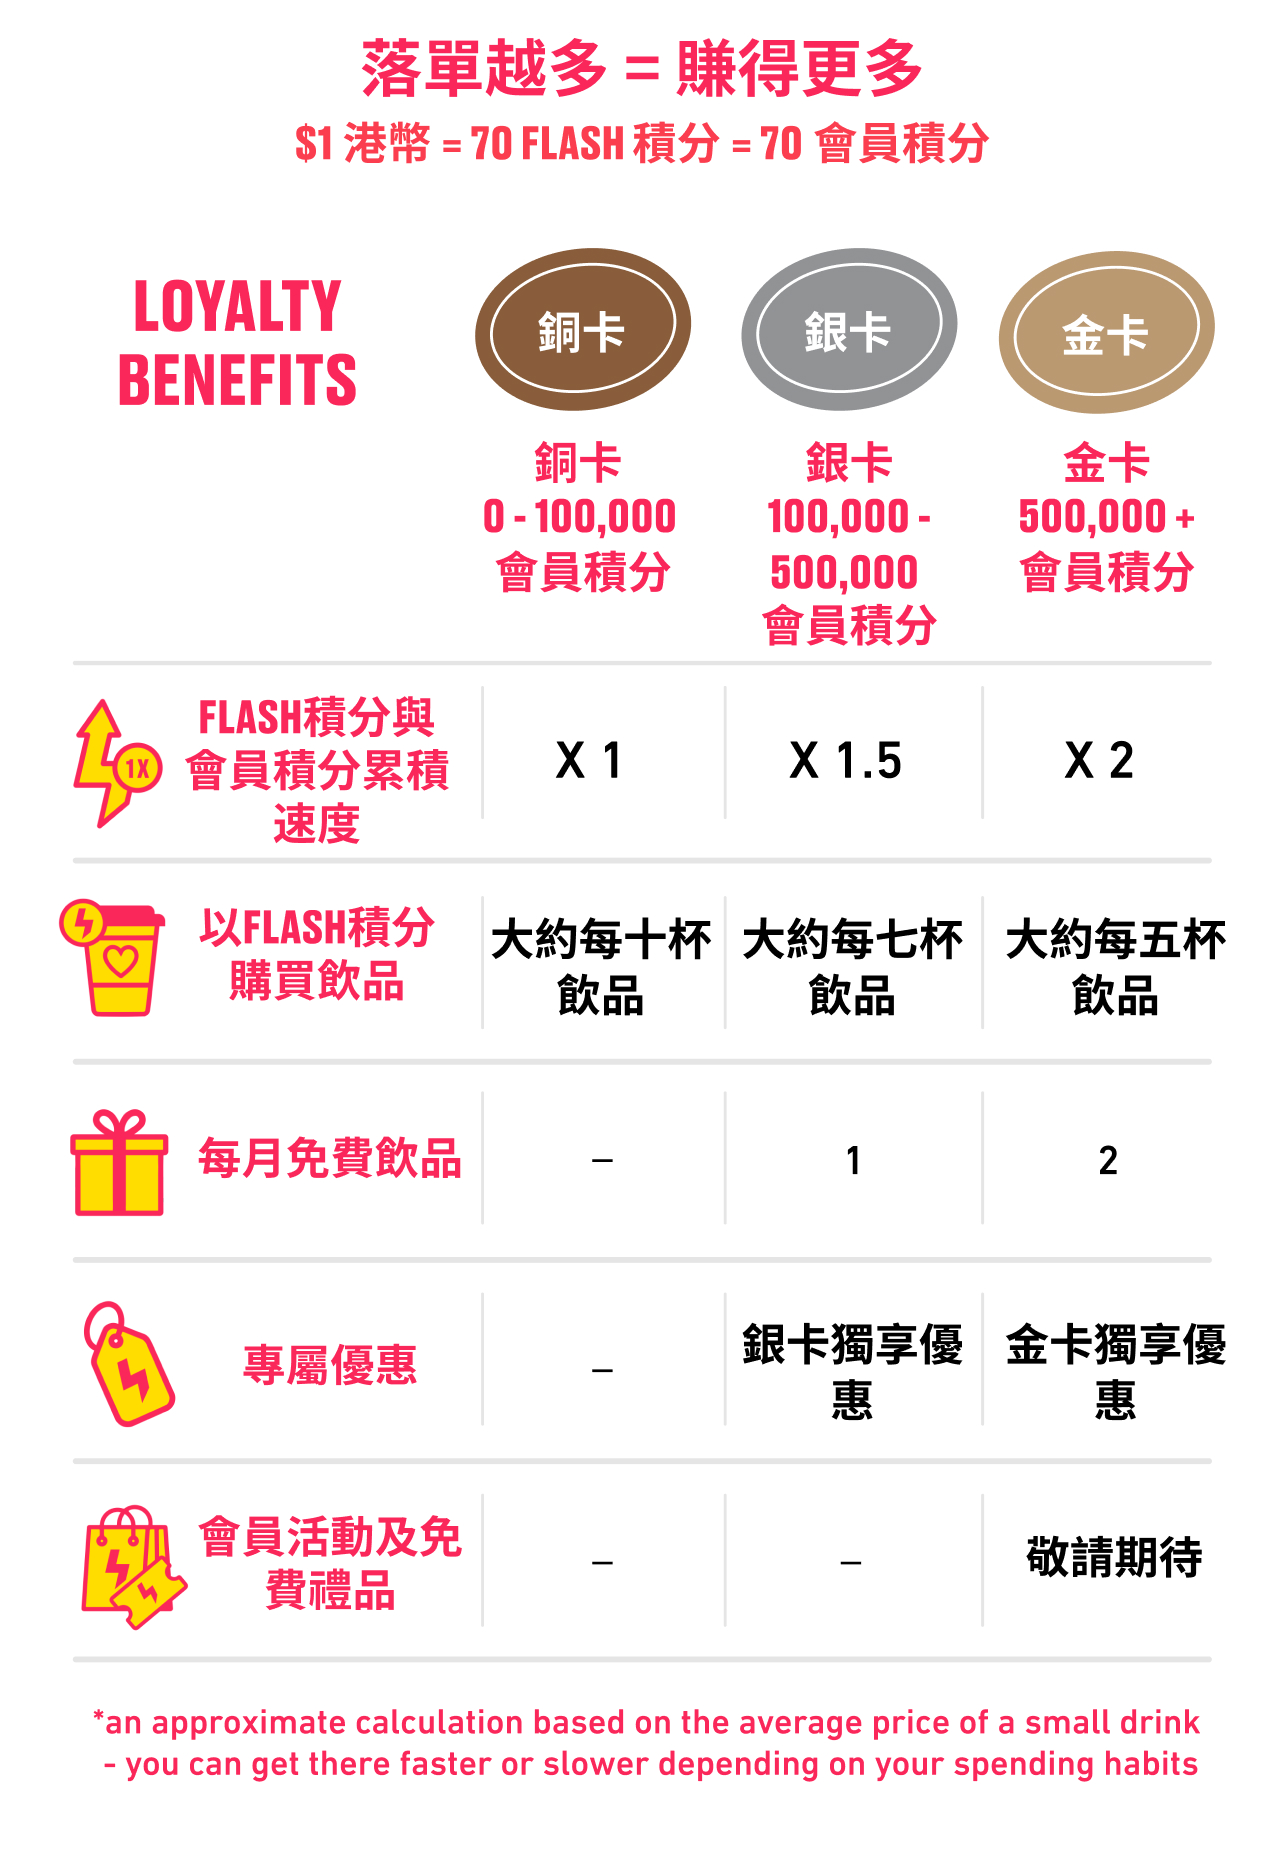 落單越多 = 賺得更多
$1 港幣 = 70 FLASH 積分 = 70 會員積分
LOYALTY
BENEFITS
銅卡
銀卡
金卡
銅卡
0 - 100,000
會員積分
銀卡
100,000 -
500,000
會員積分
金卡
500,000 +
會員積分
1X
FLASH積分與
會員積分累積
速度
X 1
X 1.5
X 2
以FLASH積分
購買飲品
大約每十杯
飲品
大約每七杯
飲品
大約每五杯
飲品
每月免費飲品
–
1
2
專屬優惠
–
銀卡獨享優
惠
金卡獨享優
惠
會員活動及免
費禮品
–
–
敬請期待
*an approximate calculation based on the average price of a small drink
- you can get there faster or slower depending on your spending habits